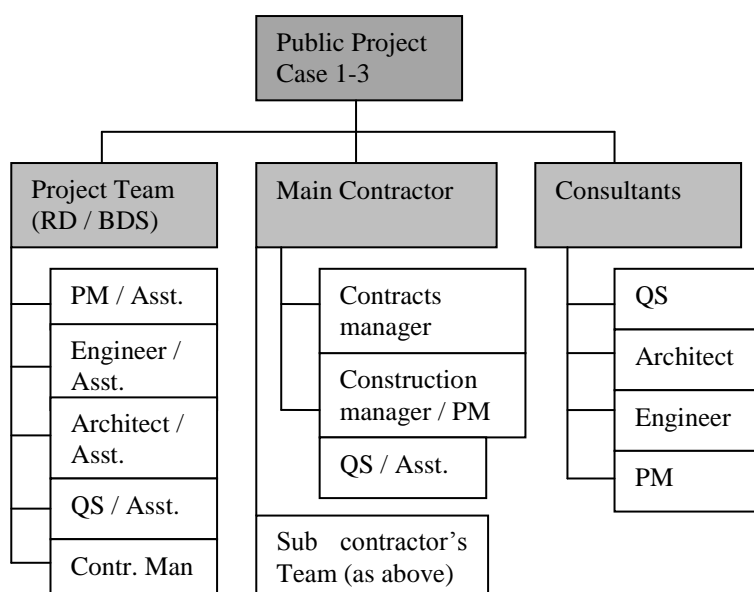 Public Project
Case 1-3
Project Team
(RD / BDS)
PM / Asst.
Engineer /
Asst.
Architect /
Asst.
QS / Asst.
Contr. Man
Main Contractor
Contracts
manager
Construction
manager / PM
QS / Asst.
Sub contractor’s
Team (as above)
Consultants
QS
Architect
Engineer
PM